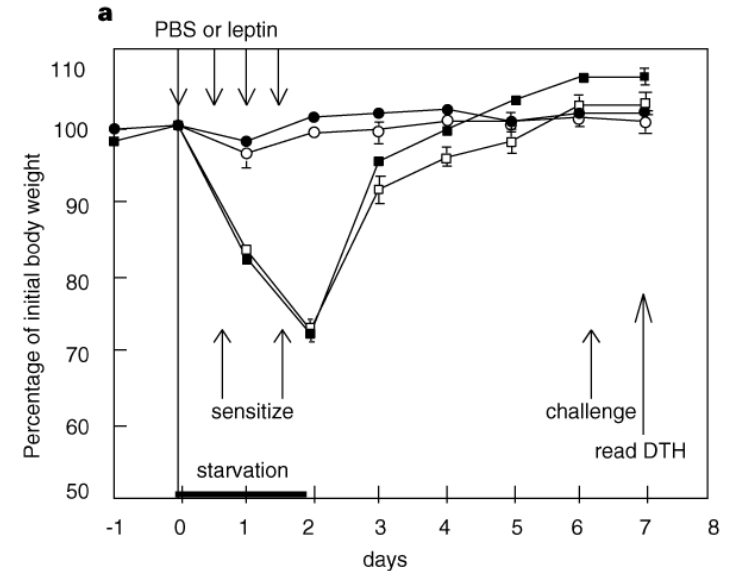 a
PBS or leptin
110
100
90
80
70
60
50
Percentage of initial body weight
sensitize
challenge
read DTH
starvation
-1 0 1 2 3 4 5 6 7 8
days